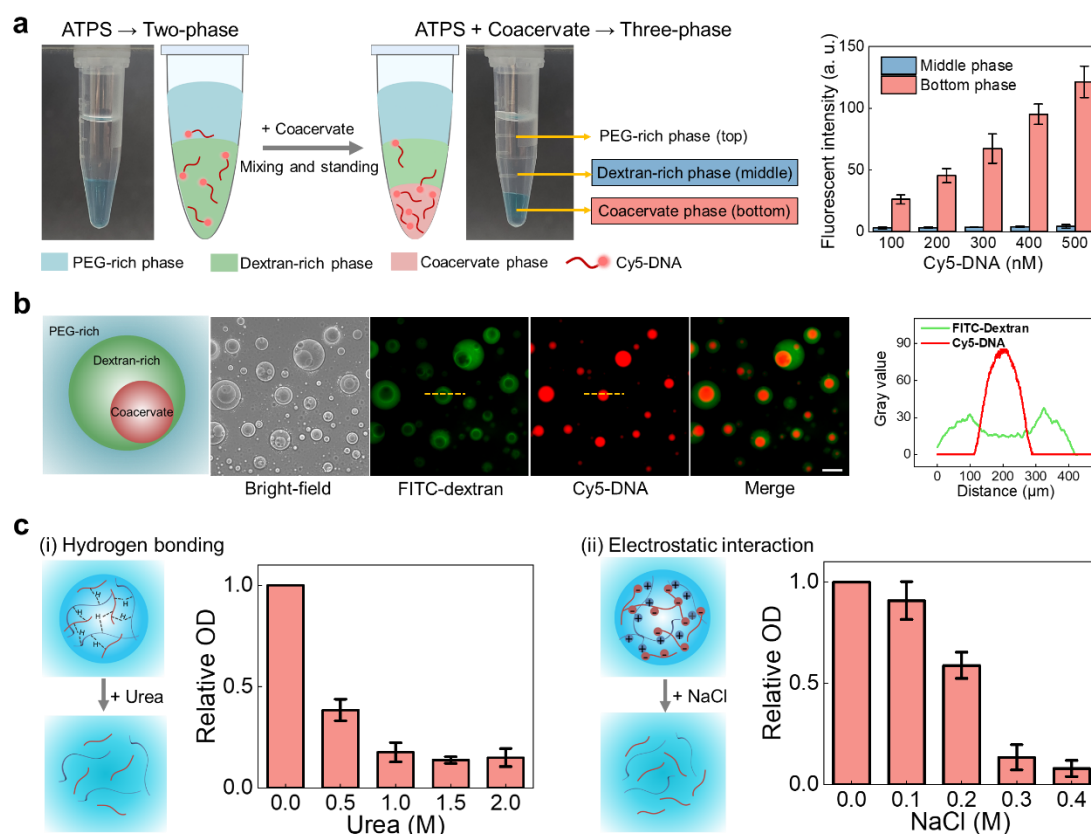 a
ATPS → Two-phase
ATPS + Coacervate → Three-phase
+ Coacervate
Mixing and standing
PEG-rich phase (top)
Dextran-rich phase (middle)
Coacervate phase (bottom)
PEG-rich phase
Dextran-rich phase
Coacervate phase
Cy5-DNA
Fluorescent intensity (a. u.)
150
100
50
0
Middle phase
Bottom phase
100 200 300 400 500
Cy5-DNA (nM)
b
PEG-rich
Dextran-rich
Coacervate
Bright-field
FITC-dextran
Cy5-DNA
Merge
Gray value
90
60
30
0
FITC-Dextran
Cy5-DNA
0 100 200 300 400
Distance (µm)
c
(i) Hydrogen bonding
H
H
H
H
H
H
+ Urea
Relative OD
1.0
0.5
0.0
0.0 0.5 1.0 1.5 2.0
Urea (M)
(ii) Electrostatic interaction
+ NaCl
Relative OD
1.0
0.5
0.0
0.0 0.1 0.2 0.3 0.4
NaCl (M)